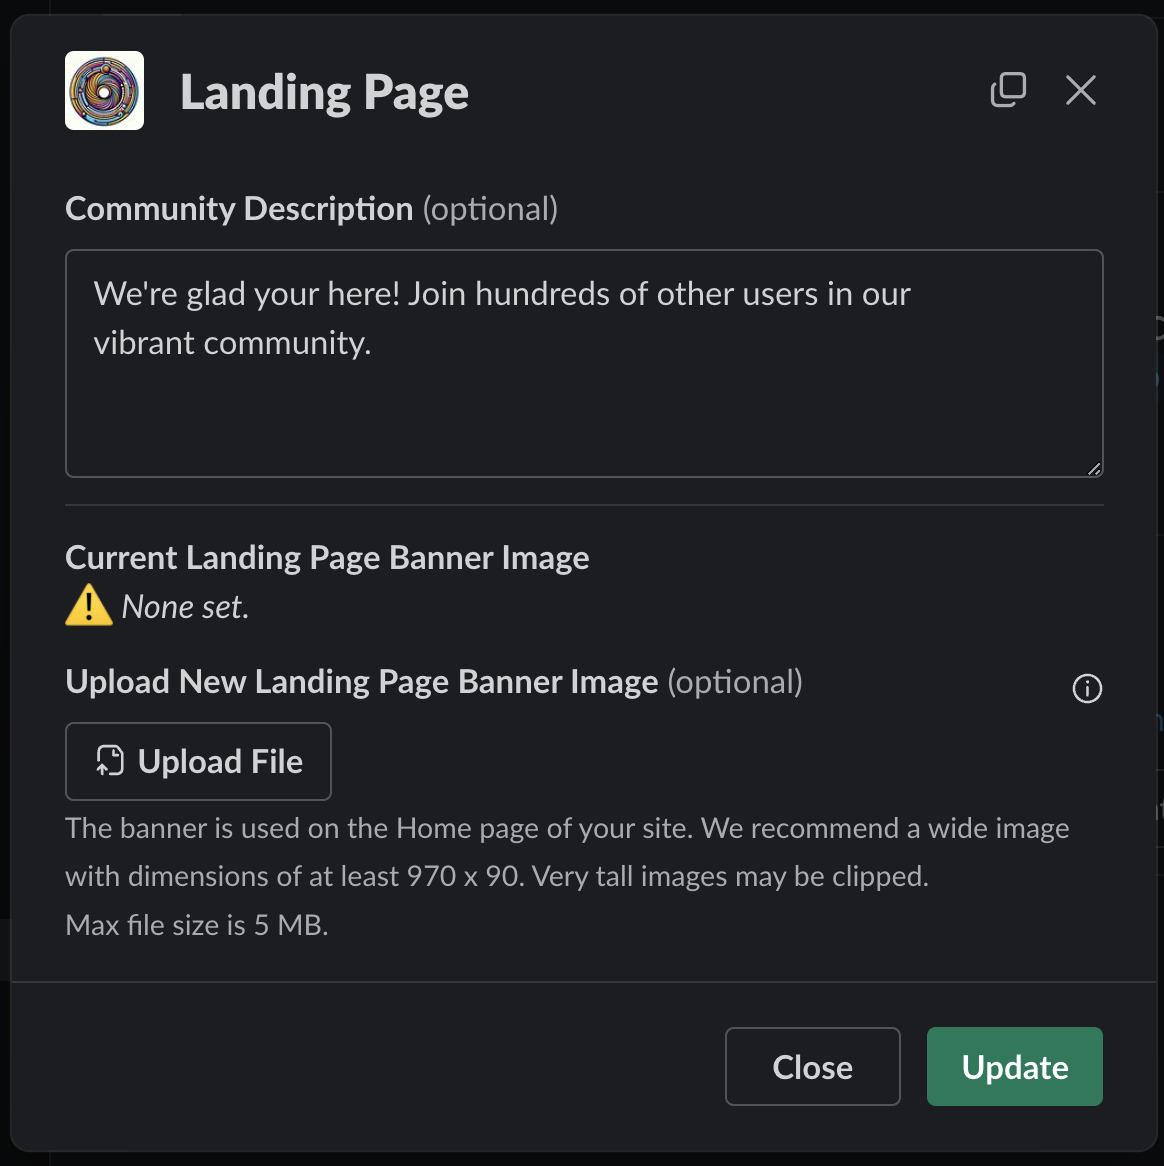 Landing Page
Community Description (optional)
We're glad your here! Join hundreds of other users in our
vibrant community.
Current Landing Page Banner Image
None set.
Upload New Landing Page Banner Image (optional)
Upload File
The banner is used on the Home page of your site. We recommend a wide image
with dimensions of at least 970 x 90. Very tall images may be clipped.
Max file size is 5 MB.
Close
Update